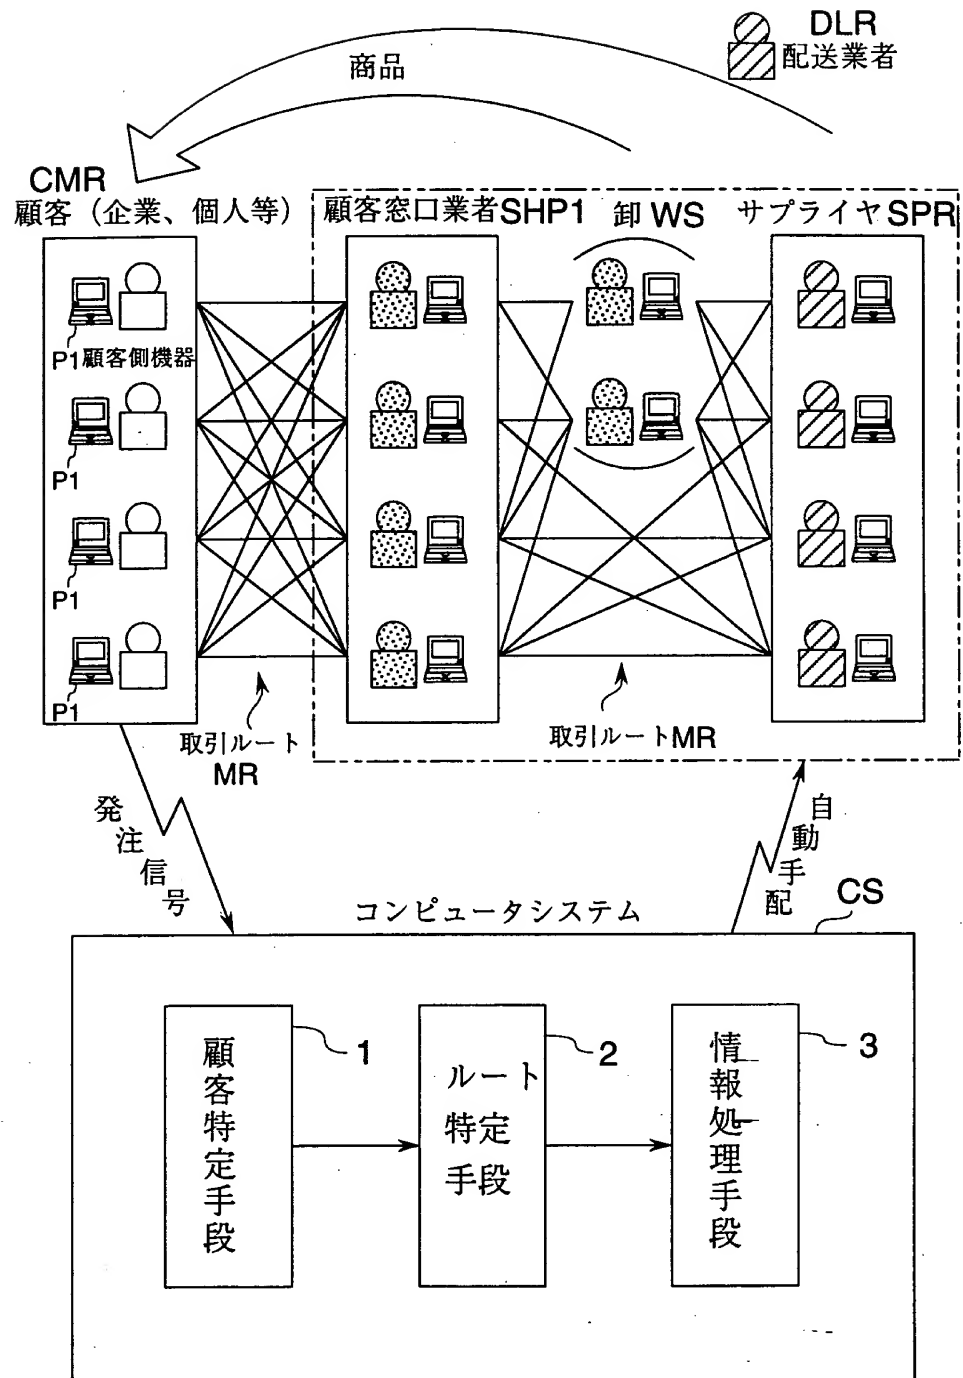 DLR
配送業者
商品
CMR
顧客（企業、個人等）
顧客窓口業者SHP1
卸WS
サプライヤSPR
P1顧客側機器
P1
P1
P1
取引ルート
MR
取引ルートMR
発注信号
自動手配
コンピュータシステム
CS
顧客特定手段
1
ルート
特定
手段
2
情報処理手段
3